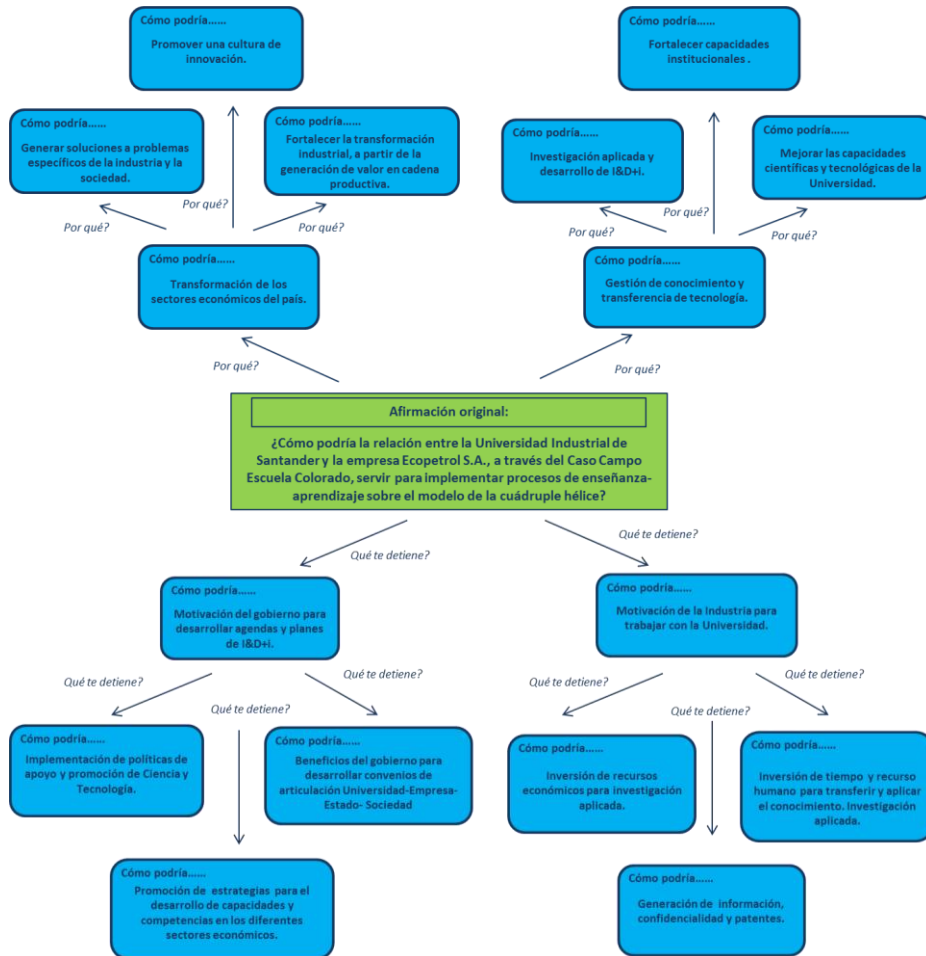 Cómo podría……
Promover una cultura de
innovación.
Cómo podría……
Fortalecer capacidades
institucionales .
Cómo podría……
Generar soluciones a problemas
específicos de la industria y la
sociedad.
Cómo podría……
Fortalecer la transformación
industrial, a partir de la
generación de valor en cadena
productiva.
Cómo podría……
Investigación aplicada y
desarrollo de I&D+i.
Cómo podría……
Mejorar las capacidades
científicas y tecnológicas de la
Universidad.
Por qué?
Por qué?
Por qué?
Por qué?
Por qué?
Por qué?
Cómo podría……
Transformación de los
sectores económicos del país.
Cómo podría……
Gestión de conocimiento y
transferencia de tecnología.
Por qué?
Por qué?
Afirmación original:
¿Cómo podría la relación entre la Universidad Industrial de
Santander y la empresa Ecopetrol S.A., a través del Caso Campo
Escuela Colorado, servir para implementar procesos de enseñanza-
aprendizaje sobre el modelo de la cuádruple hélice?
Qué te detiene?
Qué te detiene?
Cómo podría……
Motivación del gobierno para
desarrollar agendas y planes
de I&D+i.
Cómo podría……
Motivación de la Industria para
trabajar con la Universidad.
Qué te detiene?
Qué te detiene?
Qué te detiene?
Qué te detiene?
Qué te detiene?
Qué te detiene?
Cómo podría……
Implementación de políticas de
apoyo y promoción de Ciencia y
Tecnología.
Cómo podría……
Beneficios del gobierno para
desarrollar convenios de
articulación Universidad-Empresa-
Estado- Sociedad
Cómo podría……
Inversión de recursos
económicos para investigación
aplicada.
Cómo podría……
Inversión de tiempo y recurso
humano para transferir y aplicar
el conocimiento. Investigación
aplicada.
Cómo podría……
Promoción de estrategias para el
desarrollo de capacidades y
competencias en los diferentes
sectores económicos.
Cómo podría……
Generación de información,
confidencialidad y patentes.